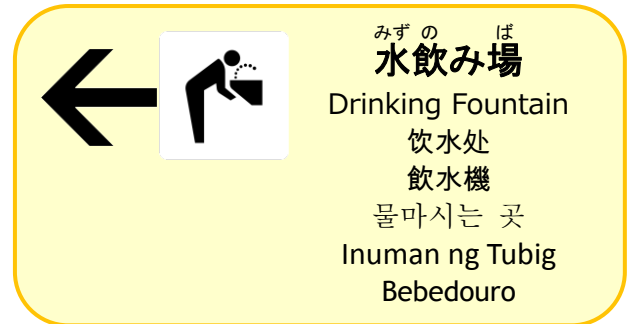 みず の ば
水飲み場
Drinking Fountain
饮水处
飲水機
물마시는 곳
Inuman ng Tubig
Bebedouro